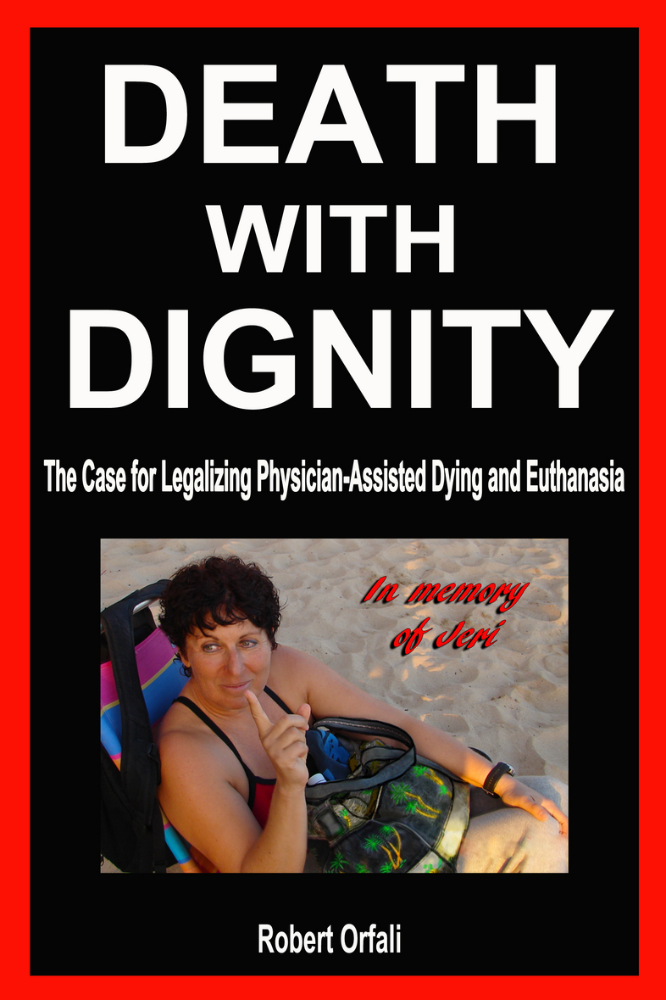 DEATH
WITH
DIGNITY
The Case for Legalizing Physician-Assisted Dying and Euthanasia
In memory
of Jeri
Robert Orfali